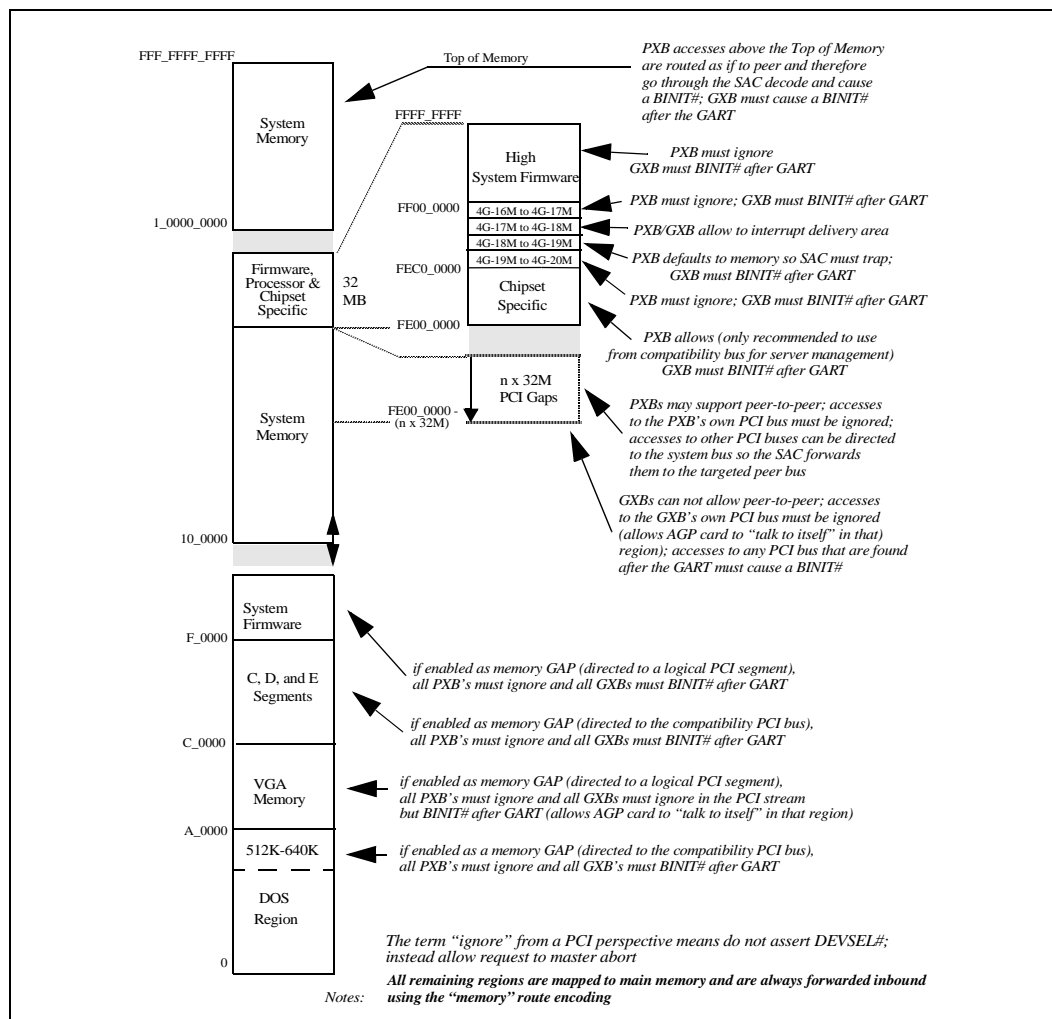 FFF_FFFF_FFFF
Top of Memory
PXB accesses above the Top of Memory
are routed as if to peer and therefore
go through the SAC decode and cause
a BINIT#; GXB must cause a BINIT#
after the GART
System
Memory
1_0000_0000
FFFF_FFFF
High
System Firmware
PXB must ignore
GXB must BINIT# after GART
FF00_0000
4G-16M to 4G-17M
PXB must ignore; GXB must BINIT# after GART
4G-17M to 4G-18M
PXB/GXB allow to interrupt delivery area
4G-18M to 4G-19M
PXB defaults to memory so SAC must trap;
GXB must BINIT# after GART
FEC0_0000
4G-19M to 4G-20M
PXB must ignore; GXB must BINIT# after GART
Firmware,
Processor &
Chipset
Specific
32
MB
Chipset
Specific
FE00_0000
PXB allows (only recommended to use
from compatibility bus for server management)
GXB must BINIT# after GART
n x 32M
PCI Gaps
FE00_0000 -
(n x 32M)
PXBs may support peer-to-peer; accesses
to the PXB's own PCI bus must be ignored;
accesses to other PCI buses can be directed
to the system bus so the SAC forwards
them to the targeted peer bus
System
Memory
GXBs can not allow peer-to-peer; accesses
to the GXB's own PCI bus must be ignored
(allows AGP card to “talk to itself” in that)
region); accesses to any PCI bus that are found
after the GART must cause a BINIT#
10_0000
System
Firmware
F_0000
if enabled as memory GAP (directed to a logical PCI segment),
all PXB's must ignore and all GXBs must BINIT# after GART
C, D, and E
Segments
if enabled as memory GAP (directed to the compatibility PCI bus),
all PXB's must ignore and all GXBs must BINIT# after GART
C_0000
VGA
Memory
if enabled as memory GAP (directed to a logical PCI segment),
all PXB's must ignore and all GXBs must ignore in the PCI stream
but BINIT# after GART (allows AGP card to “talk to itself” in that region)
A_0000
512K-640K
if enabled as a memory GAP (directed to the compatibility PCI bus),
all PXB's must ignore and all GXB's must BINIT# after GART
DOS
Region
0
The term “ignore” from a PCI perspective means do not assert DEVSEL#;
instead allow request to master abort
All remaining regions are mapped to main memory and are always forwarded inbound
Notes: using the “memory” route encoding